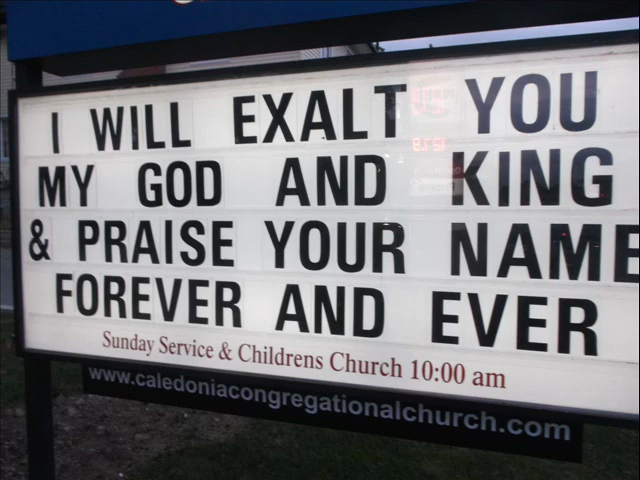 I WILL EXALT YOU
MY GOD AND KING
& PRAISE YOUR NAME
FOREVER AND EVER
Sunday Service & Childrens Church 10:00 am
www.caledoniacongregationalchurch.com